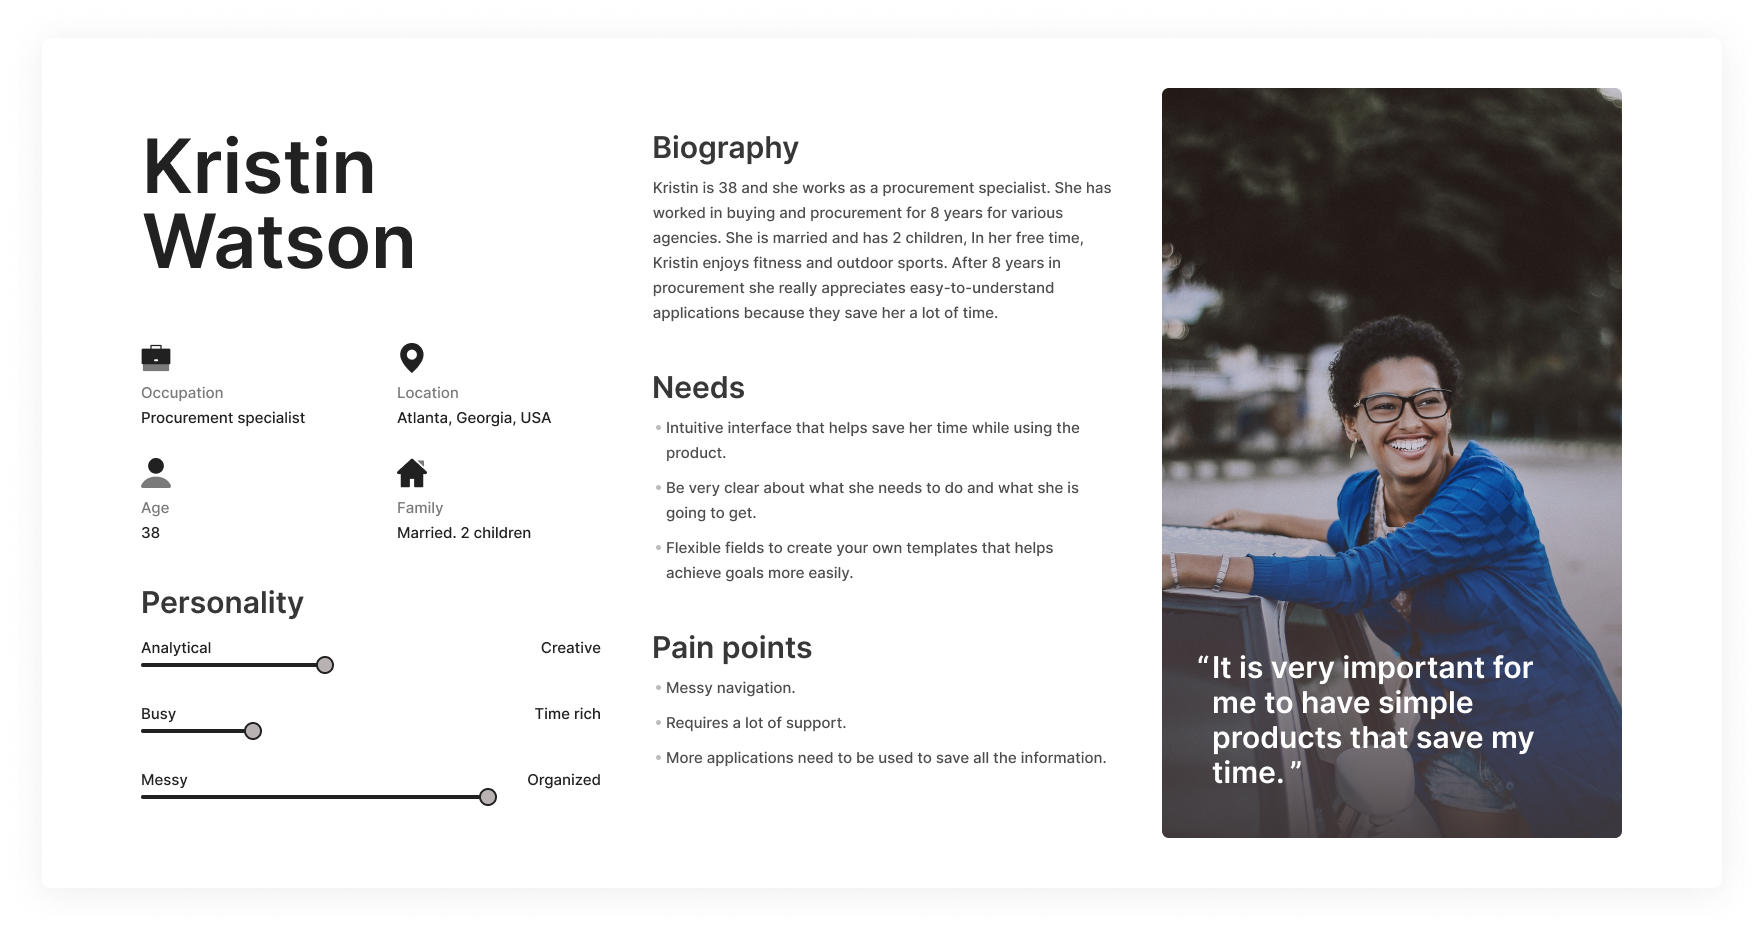 Kristin
Watson
Occupation
Procurement specialist
Location
Atlanta, Georgia, USA
Age
38
Family
Married. 2 children
Personality
Analytical Creative
Busy Time rich
Messy Organized
Biography
Kristin is 38 and she works as a procurement specialist. She has
worked in buying and procurement for 8 years for various
agencies. She is married and has 2 children, In her free time,
Kristin enjoys fitness and outdoor sports. After 8 years in
procurement she really appreciates easy-to-understand
applications because they save her a lot of time.
Needs
• Intuitive interface that helps save her time while using the
product.
• Be very clear about what she needs to do and what she is
going to get.
• Flexible fields to create your own templates that helps
achieve goals more easily.
Pain points
• Messy navigation.
• Requires a lot of support.
• More applications need to be used to save all the information.
“It is very important for
me to have simple
products that save my
time.”